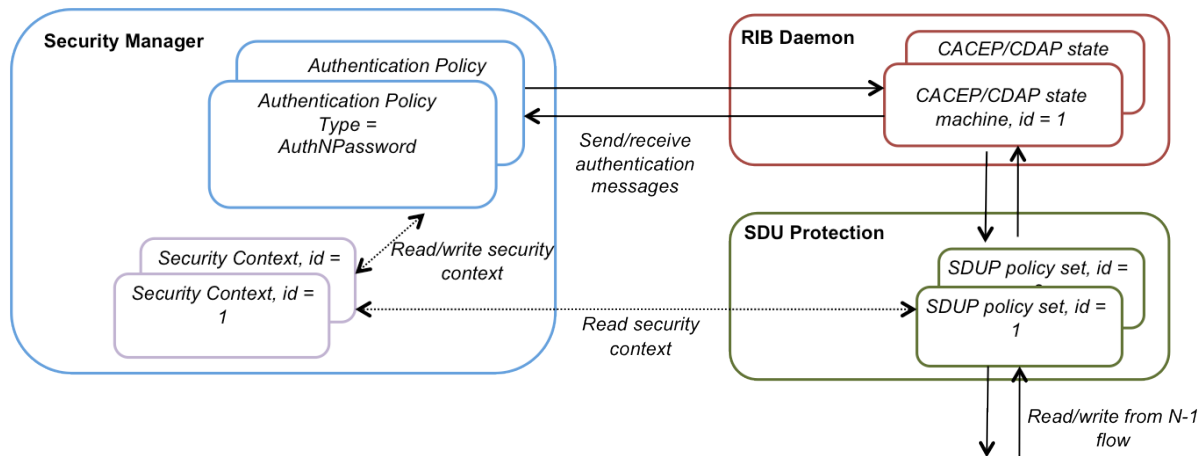 Security Manager
Authentication Policy
Authentication Policy
Type =
AuthNPassword
Read/write security
context
Security Context, id =
Security Context, id =
1
Send/receive
authentication
messages
Read security
context
RIB Daemon
CACEP/CDAP state
CACEP/CDAP state
machine, id = 1
SDU Protection
SDUP policy set, id =
SDUP policy set, id =
1
Read/write from N-1
flow